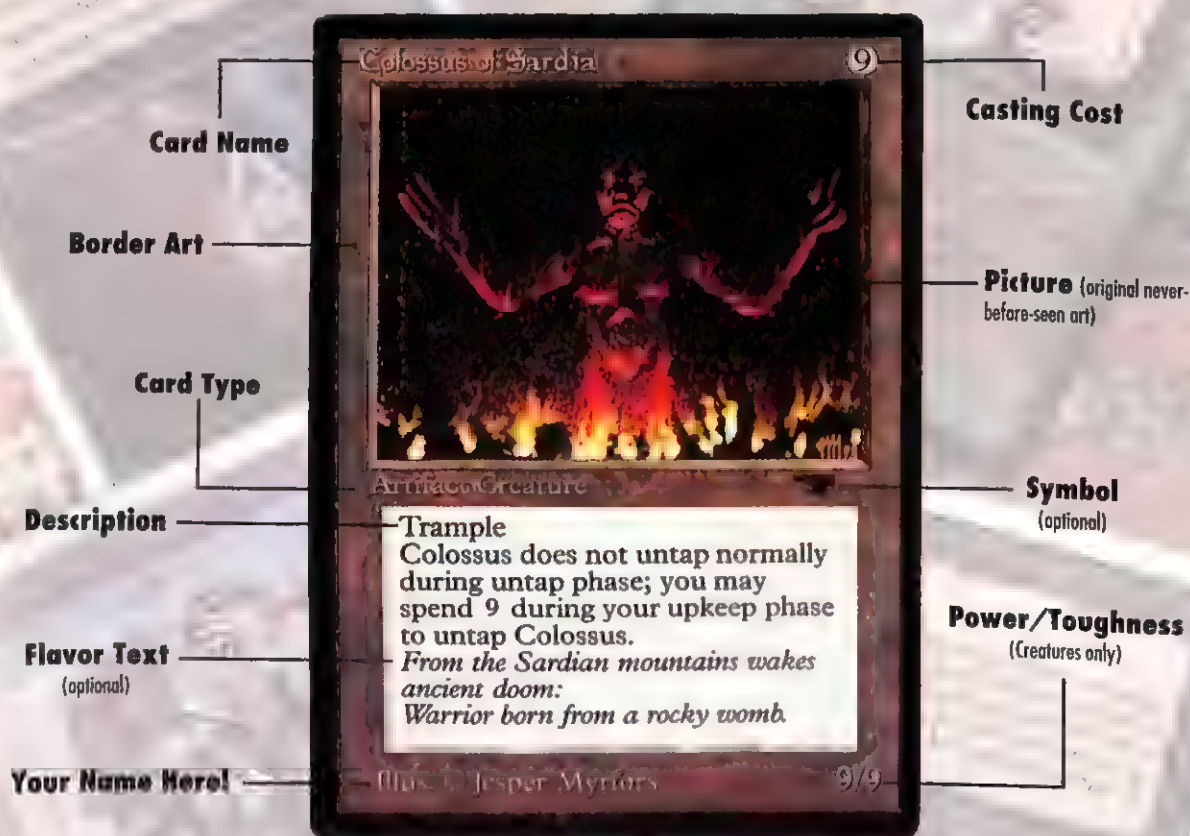 Colossus of Sardia
9
Card Name
Casting Cost
Border Art
Picture (original never-
before-seen art)
Card Type
Artifact Creature
Symbol
(optional)
Description
Trample
Colossus does not untap normally
during untap phase; you may
spend 9 during your upkeep phase
to untap Colossus.
From the Sardian mountains wakes
ancient doom:
Warrior born from a rocky womb.
Power/Toughness
(Creatures only)
Flavor Text
(optional)
Your Name Here!
Illus. © Jesper Myrfors
9/9